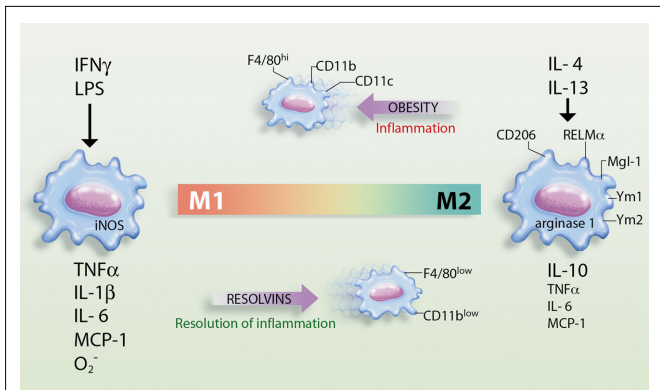 IFNγ
LPS
iNOS
TNFα
IL-1β
IL- 6
MCP-1
O₂⁻
F4/80ʰⁱ
CD11b
CD11c
OBESITY
Inflammation
M1
M2
RESOLVINS
Resolution of inflammation
F4/80ˡᵒʷ
CD11bˡᵒʷ
IL- 4
IL- 13
CD206
RELMα
Mgl-1
Ym1
Ym2
arginase 1
IL-10
TNFα
IL- 6
MCP-1